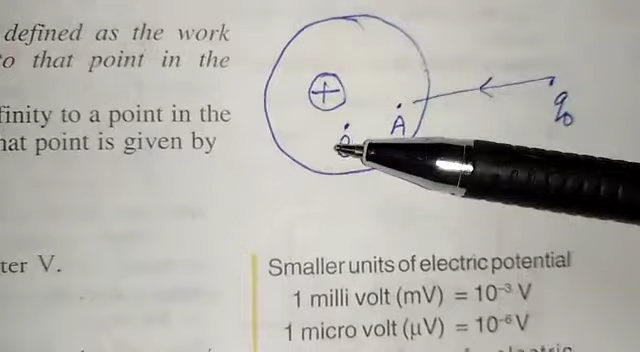 defined as the work
to that point in the
finity to a point in the
hat point is given by
+
A
q₀
ter V.
Smaller units of electric potential
1 milli volt (mV) = 10⁻³ V
1 micro volt (μV) = 10⁻⁶ V